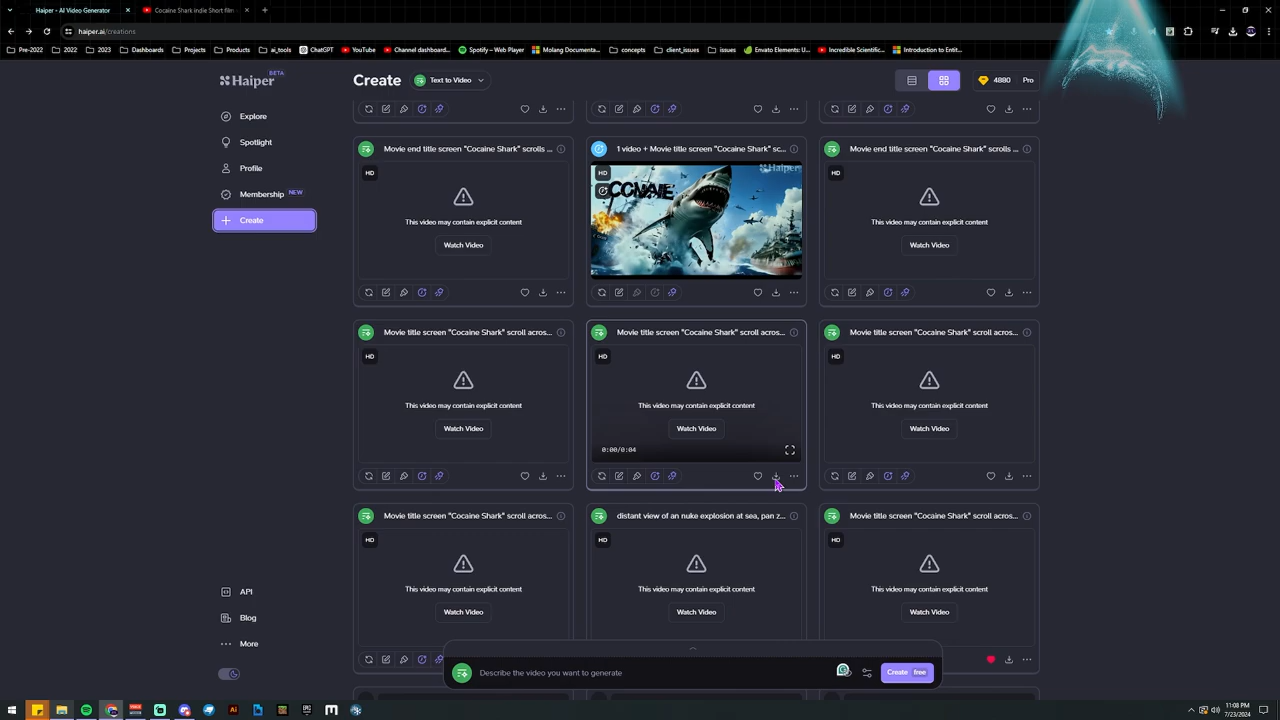 Haiper - AI Video Generator
Cocaine Shark indie Short film
haiper.ai/creations
Pre-2022
2022
2023
Dashboards
Projects
Products
ai_tools
ChatGPT
YouTube
Channel dashboard...
Spotify – Web Player
Molang Documenta...
concepts
client_issues
issues
Envato Elements: U...
Incredible Scientific...
Introduction to Entit...
Haiper BETA
Create
Text to Video
4880
Pro
Explore
Spotlight
Profile
Membership NEW
Create
Movie end title screen "Cocaine Shark" scrolls ...
HD
This video may contain explicit content
Watch Video
1 video + Movie title screen "Cocaine Shark" sc...
HD
Haiper
Movie end title screen "Cocaine Shark" scrolls ...
HD
This video may contain explicit content
Watch Video
Movie title screen "Cocaine Shark" scroll acros...
HD
This video may contain explicit content
Watch Video
Movie title screen "Cocaine Shark" scroll acros...
HD
This video may contain explicit content
Watch Video
0:00/0:04
Movie title screen "Cocaine Shark" scroll acros...
HD
This video may contain explicit content
Watch Video
Movie title screen "Cocaine Shark" scroll acros...
HD
This video may contain explicit content
Watch Video
distant view of an nuke explosion at sea, pan z...
HD
This video may contain explicit content
Watch Video
Movie title screen "Cocaine Shark" scroll acros...
HD
This video may contain explicit content
Watch Video
API
Blog
More
Describe the video you want to generate
Create free
11:08 PM
7/23/2024